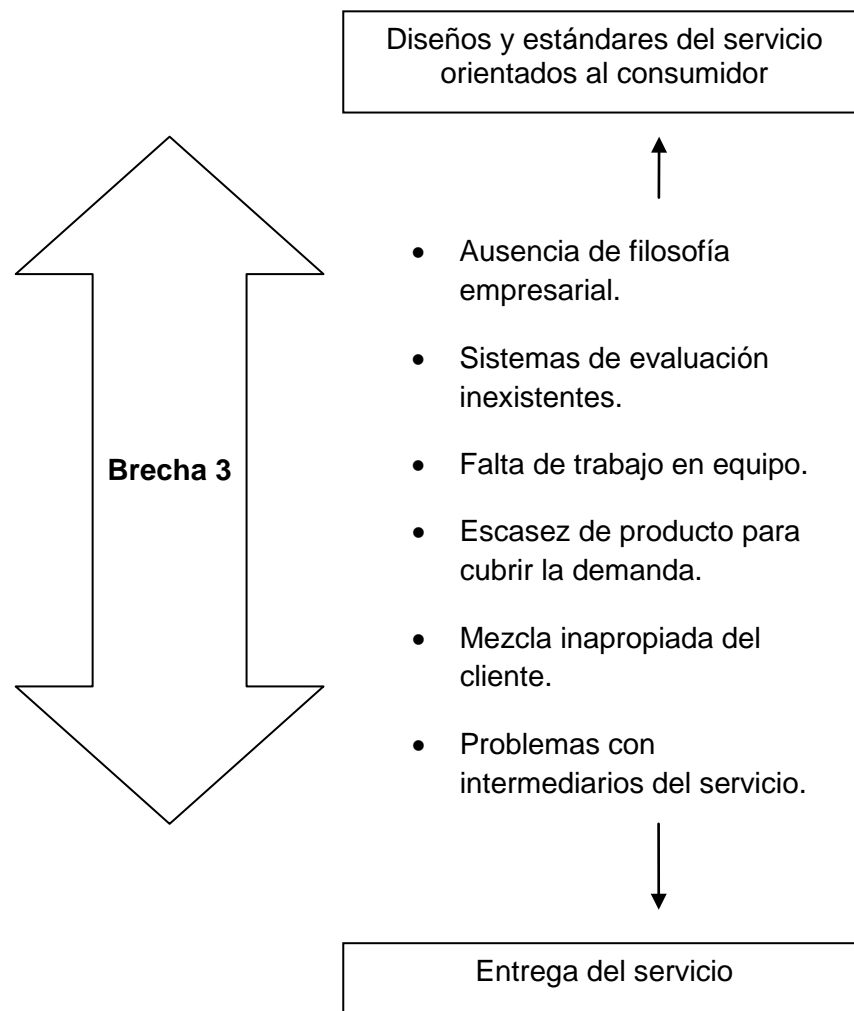 Diseños y estándares del servicio
orientados al consumidor
• Ausencia de filosofía
empresarial.
• Sistemas de evaluación
inexistentes.
Brecha 3
• Falta de trabajo en equipo.
• Escasez de producto para
cubrir la demanda.
• Mezcla inapropiada del
cliente.
• Problemas con
intermediarios del servicio.
Entrega del servicio